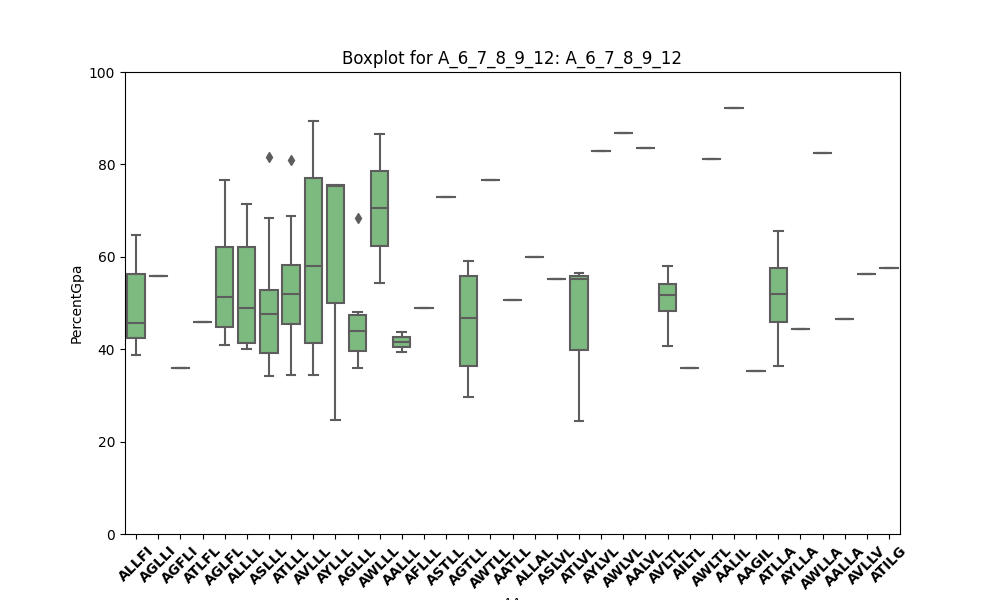 Boxplot for A_6_7_8_9_12: A_6_7_8_9_12
100
80
60
40
20
0
PercentGpa
ALLFI
AGLLI
AGFLI
ATLFL
AGLFL
ALLLL
ASLLL
ATLLL
AVLLL
AYLLL
AGLLL
AWLLL
AALLL
AFLLL
ASTLL
AGTLL
AWTLL
AATLL
ALLAL
ASLVL
ATLVL
AYLVL
AWLVL
AALVL
AVLTL
AILTL
AWLTL
AALIL
AAGIL
ATLLA
AYLLA
AWLLA
AALLA
AVLLV
ATILG